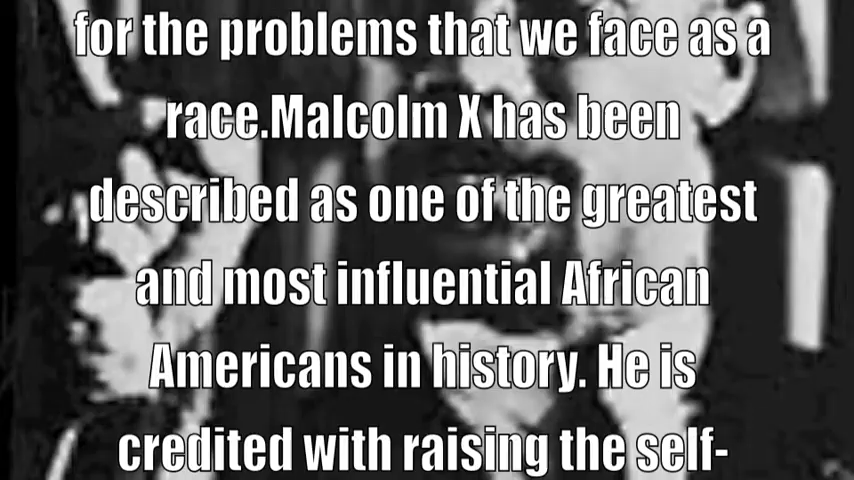 for the problems that we face as a
race.Malcolm X has been
described as one of the greatest
and most influential African
Americans in history. He is
credited with raising the self-